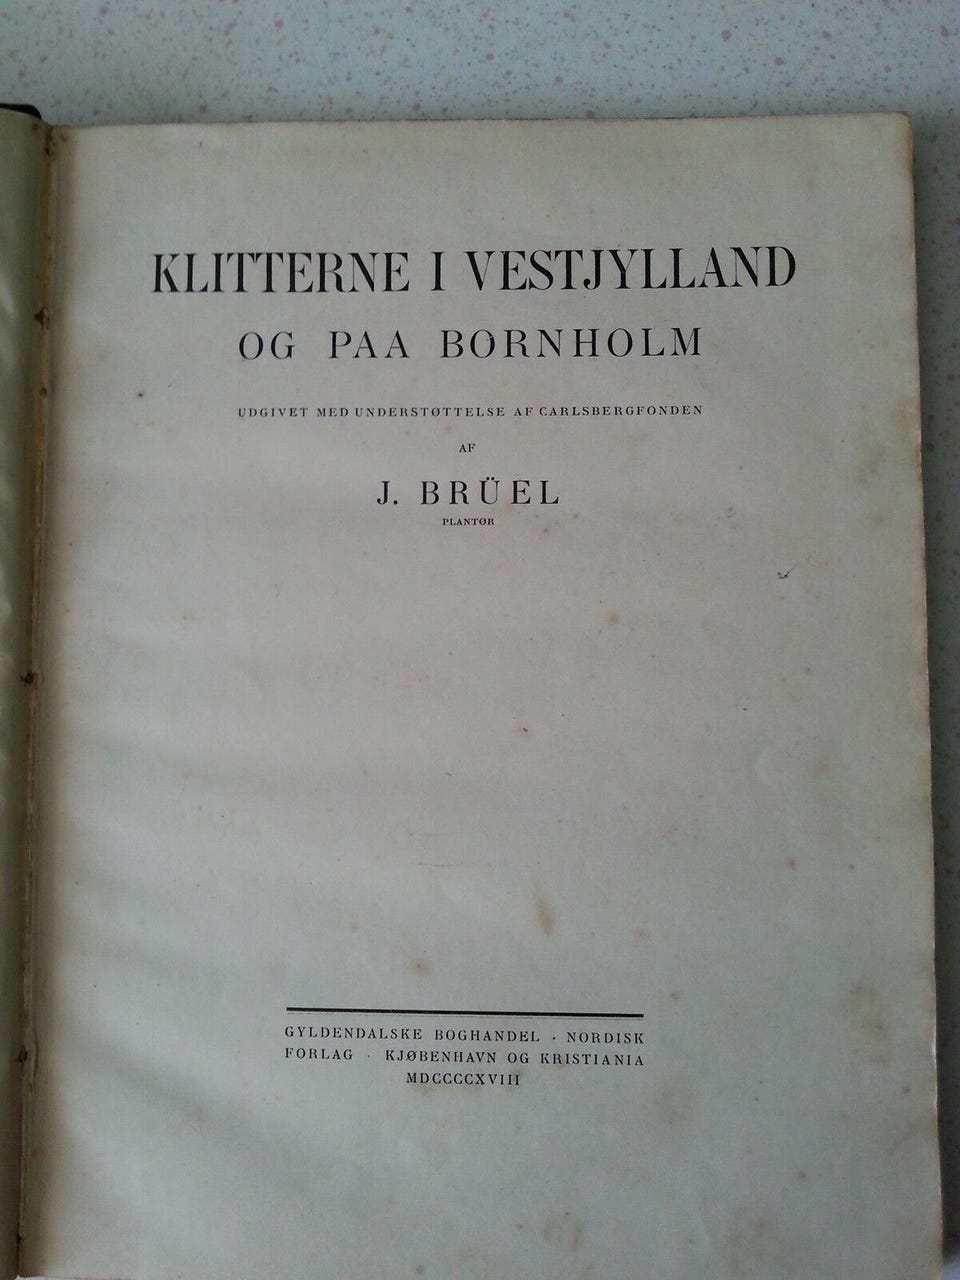 KLITTERNE I VESTJYLLAND
OG PAA BORNHOLM
UDGIVET MED UNDERSTØTTELSE AF CARLSBERGFONDEN
AF
J. BRÜEL
PLANTØR
GYLDENDALSKE BOGHANDEL · NORDISK
FORLAG · KJØBENHAVN OG KRISTIANIA
MDCCCCXVIII